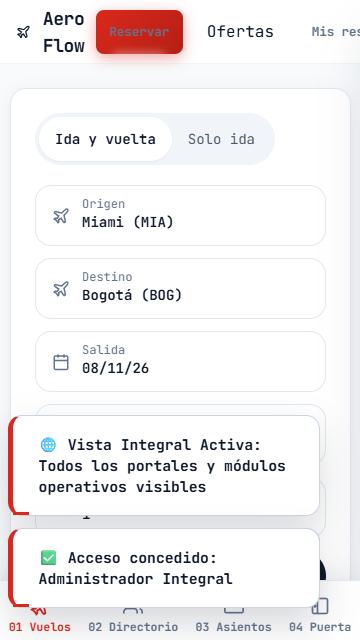 Aero
Flow
Reservar
Ofertas
Mis res
Ida y vuelta
Solo ida
Origen
Miami (MIA)
Destino
Bogotá (BOG)
Salida
08/11/26
🌐 Vista Integral Activa:
Todos los portales y módulos
operativos visibles
✅ Acceso concedido:
Administrador Integral
01 Vuelos
02 Directorio
03 Asientos
04 Puerta